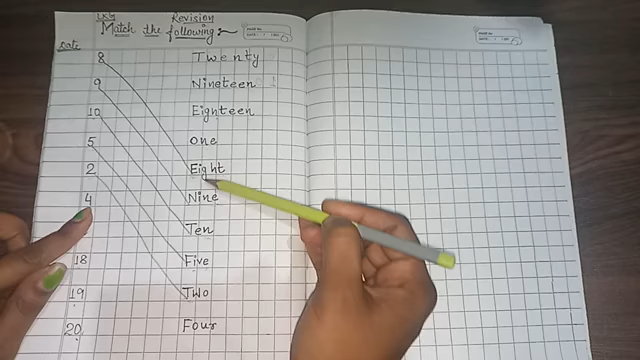 LKG Revision
Match the following:~
Date
8 Twenty
9 Nineteen
10 Eighteen
5 One
2 Eight
4 Nine
Ten
18 Five
19 Two
20 Four